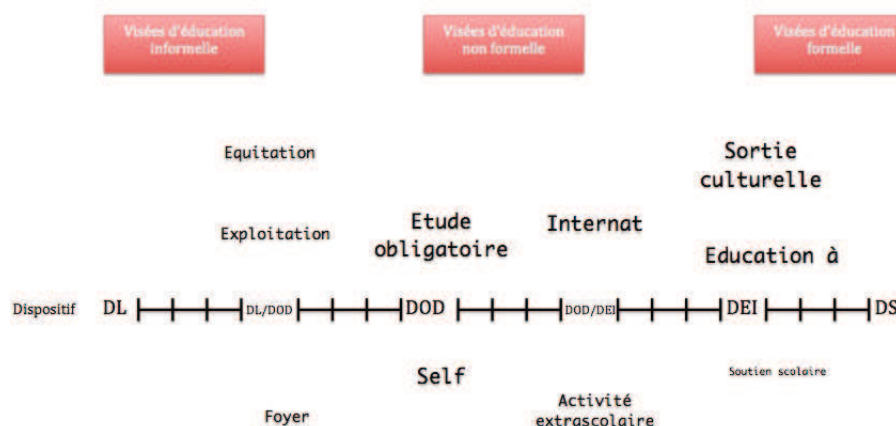 Visées d'éducation
informelle
Visées d'éducation
non formelle
Visées d'éducation
formelle
Equitation
Sortie
culturelle
Exploitation
Etude
obligatoire
Internat
Education à
Dispositif DL DL/DOD DOD DOD/DEI DEI DS
Self
Soutien scolaire
Foyer
Activité
extrascolaire